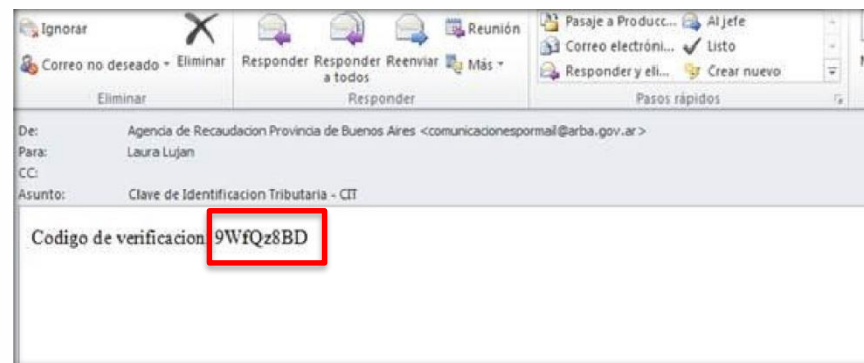 Ignorar
Correo no deseado
Eliminar
Eliminar
Responder
Responder a todos
Reenviar
Reunión
Más
Responder
Pasaje a Producc...
Al jefe
Correo electróni...
Listo
Responder y eli...
Crear nuevo
Pasos rápidos
De: Agencia de Recaudacion Provincia de Buenos Aires <comunicacionespormail@arba.gov.ar>
Para: Laura Lujan
CC:
Asunto: Clave de Identificacion Tributaria - CIT
Codigo de verificacion: 9WfQz8BD